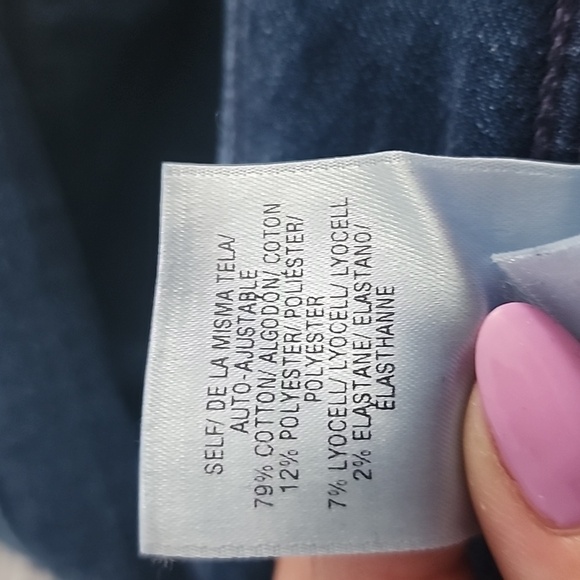 SELF/ DE LA MISMA TELA/
AUTO-AJUSTABLE
79% COTTON/ ALGODÓN/ COTON
12% POLYESTER/ POLIÉSTER/
POLYESTER
7% LYOCELL/ LYOCELL/ LYOCELL
2% ELASTANE/ ELASTANO/
ÉLASTHANNE